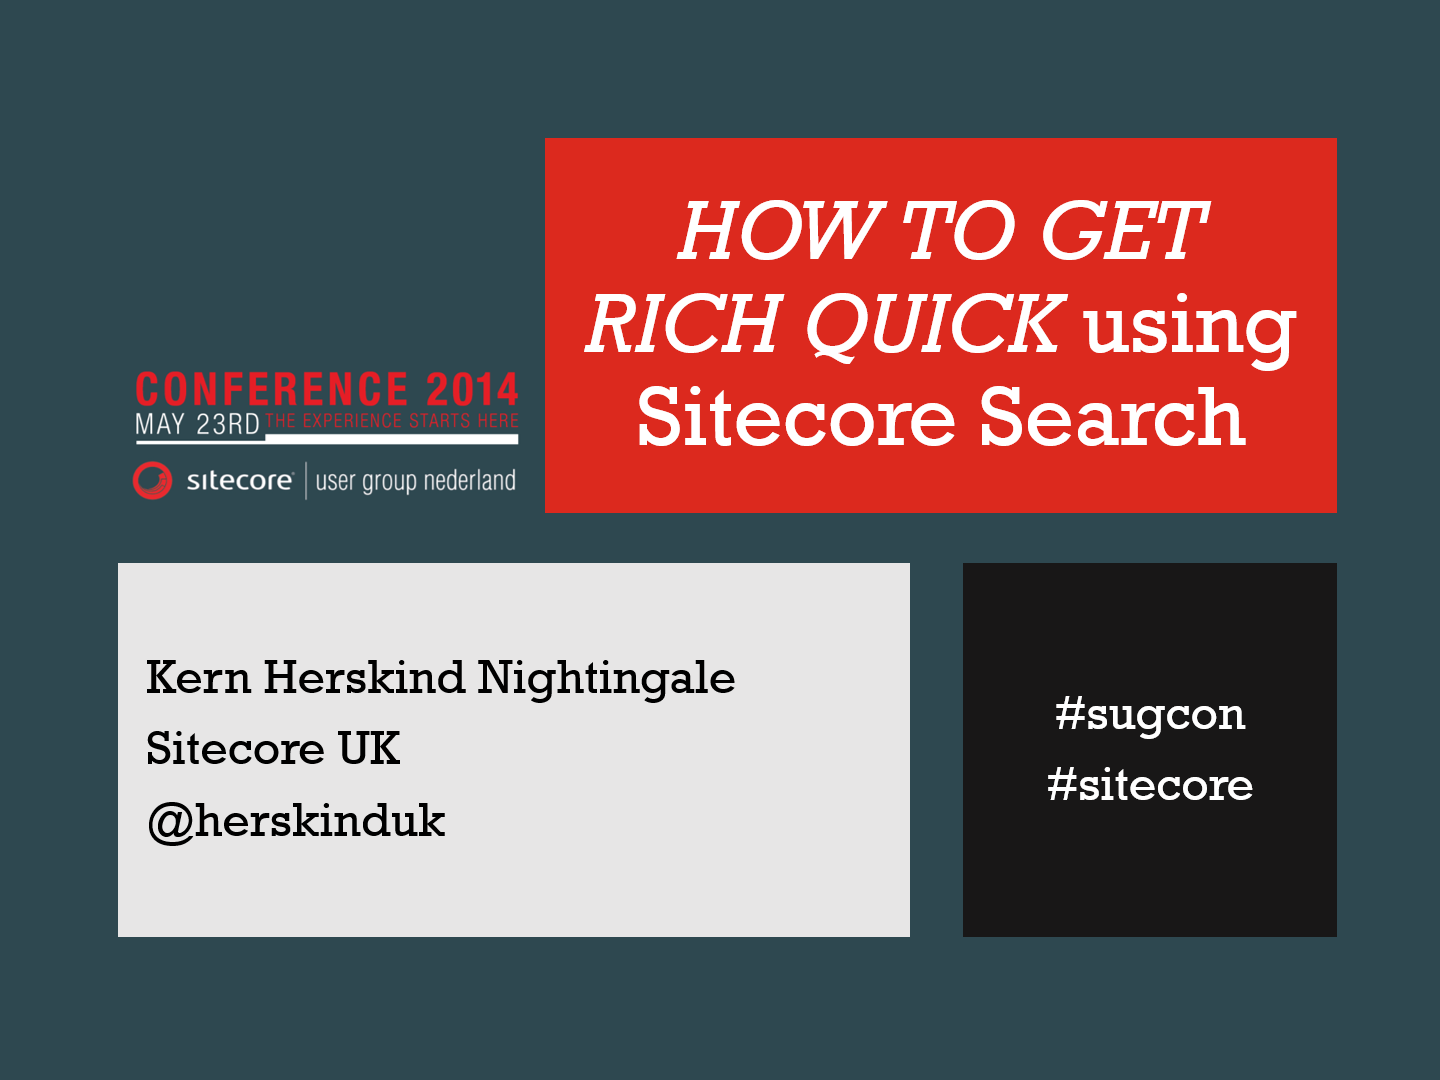 HOW TO GET
RICH QUICK using
Sitecore Search
CONFERENCE 2014
MAY 23RD THE EXPERIENCE STARTS HERE
sitecore user group nederland
Kern Herskind Nightingale
Sitecore UK
@herskinduk
#sugcon
#sitecore